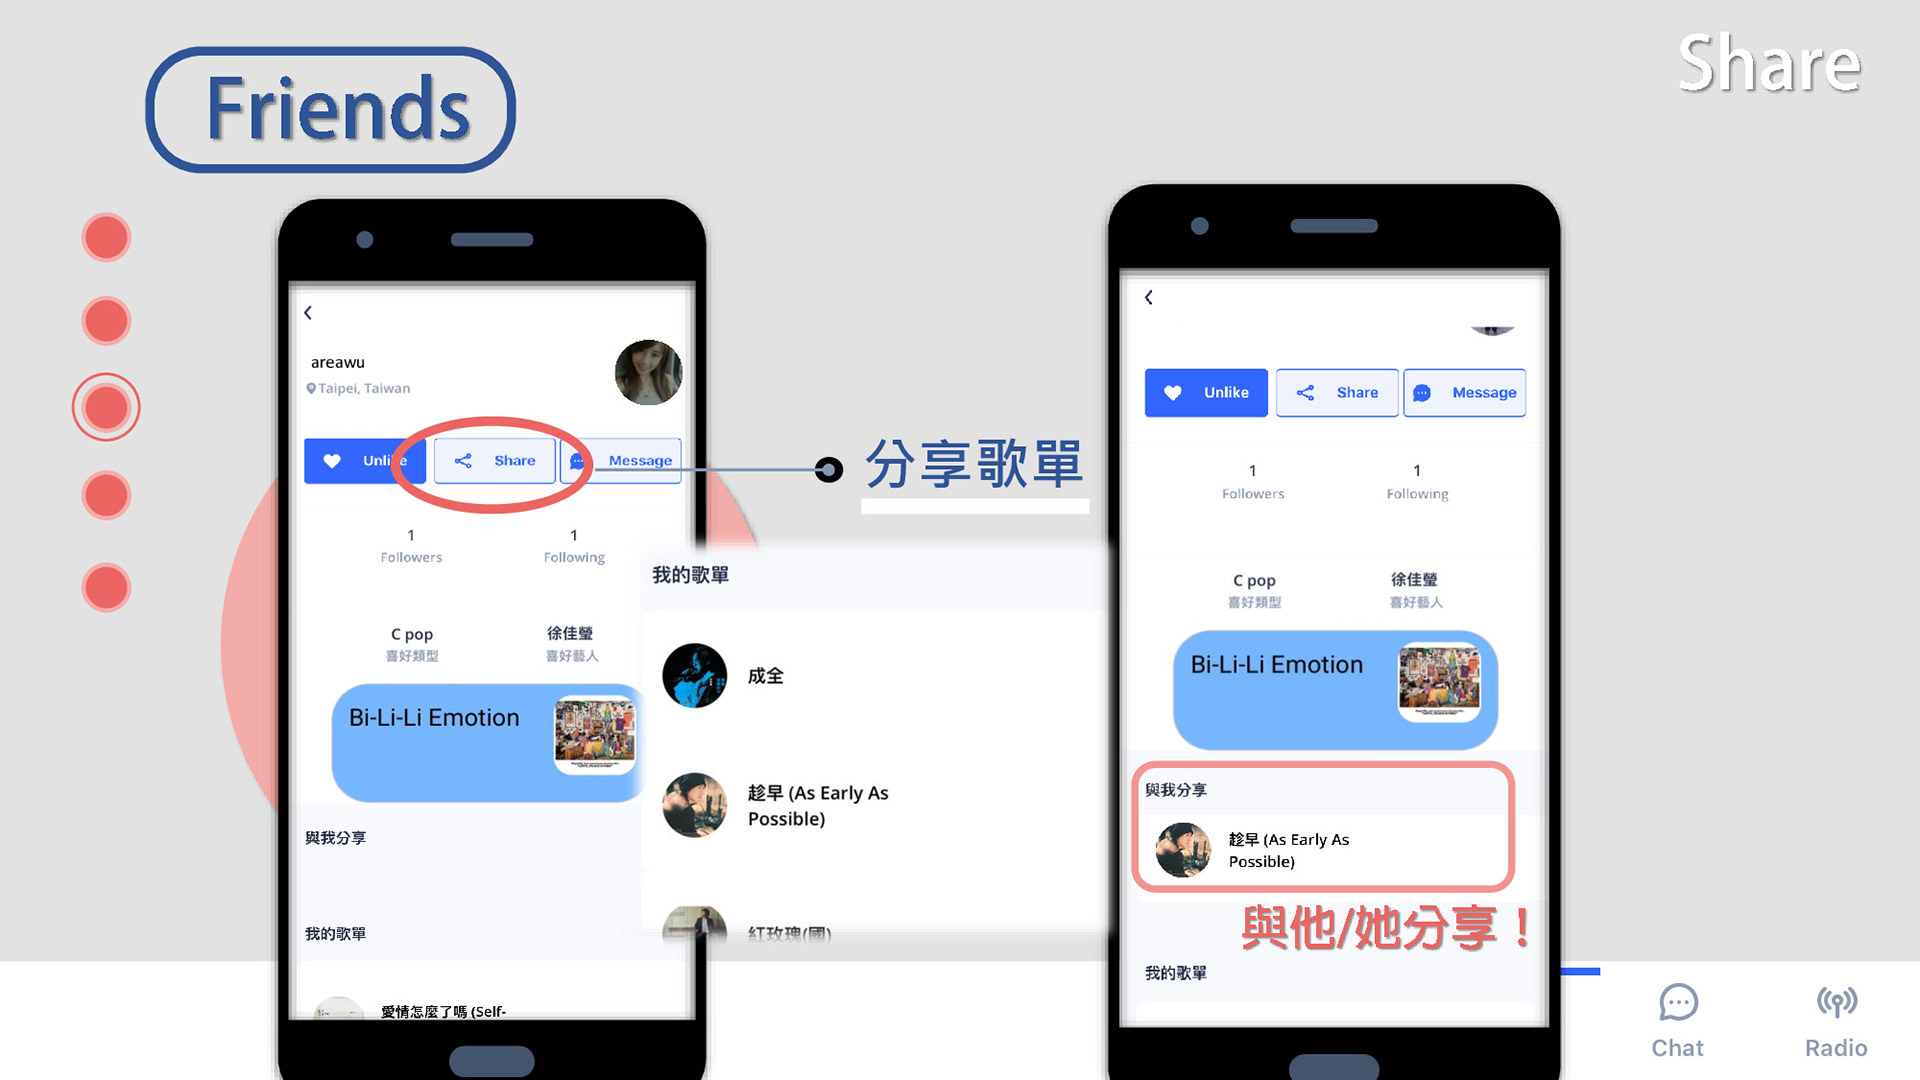 Friends
Share
areawu
Taipei, Taiwan
Unlike
Share
Message
1
Followers
1
Following
C pop
喜好類型
徐佳瑩
喜好藝人
Bi-Li-Li Emotion
與我分享
我的歌單
愛情怎麼了嗎 (Self-
分享歌單
我的歌單
成全
趁早 (As Early As
Possible)
紅玫瑰(國)
Unlike
Share
Message
1
Followers
1
Following
C pop
喜好類型
徐佳瑩
喜好藝人
Bi-Li-Li Emotion
與我分享
趁早 (As Early As
Possible)
與他/她分享！
我的歌單
Chat
Radio